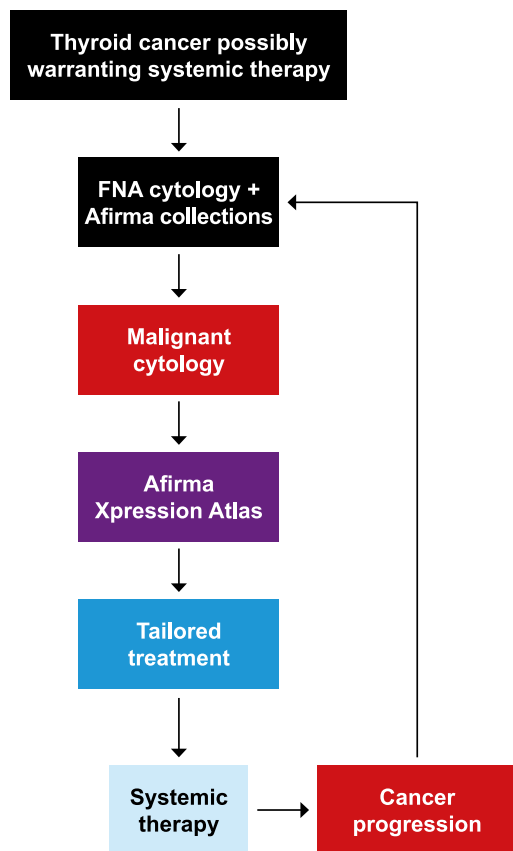 Thyroid cancer possibly
warranting systemic therapy
FNA cytology +
Afirma collections
Malignant
cytology
Afirma
Xpression Atlas
Tailored
treatment
Systemic
therapy
Cancer
progression